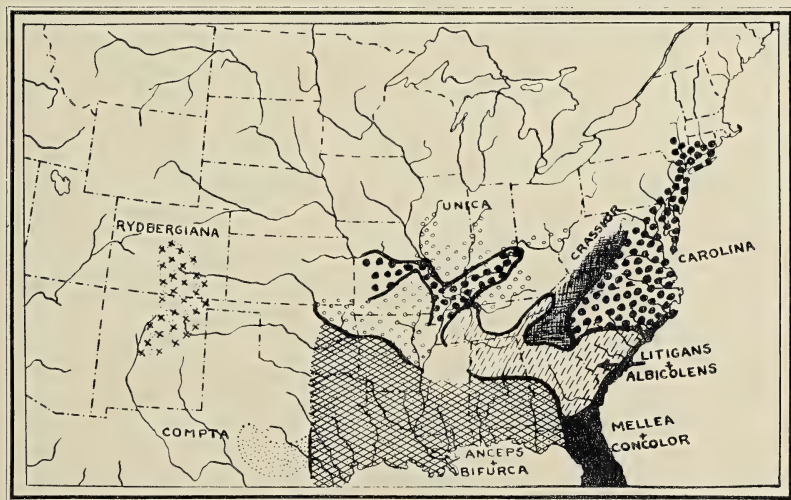 UNICA
RYDBERGIANA
CRASSIOR
CAROLINA
LITIGANS
+
ALBICOLENS
COMPTA
MELLEA
+
CONCOLOR
ANCEPS
+
BIFURCA